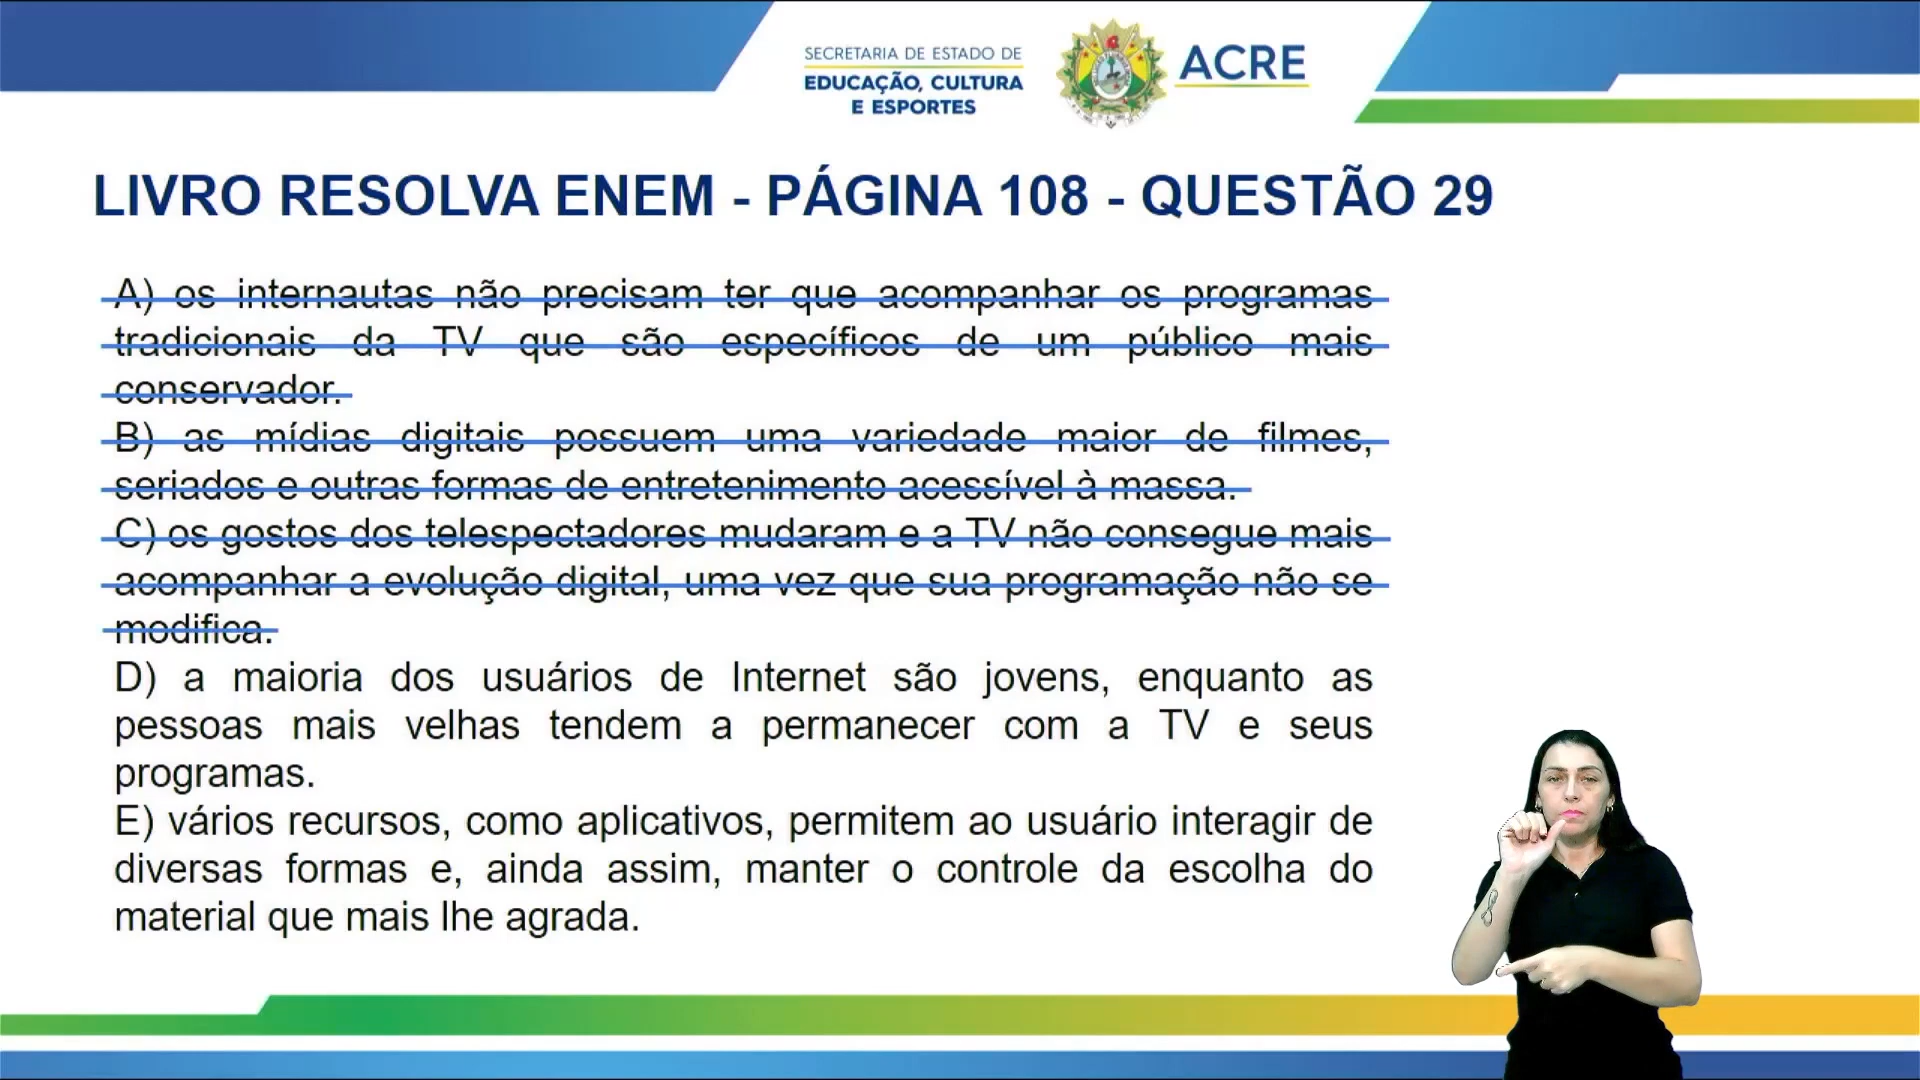 SECRETARIA DE ESTADO DE
EDUCAÇÃO, CULTURA
E ESPORTES
ACRE
LIVRO RESOLVA ENEM - PÁGINA 108 - QUESTÃO 29
A) os internautas não precisam ter que acompanhar os programas
tradicionais da TV que são específicos de um público mais
conservador.
B) as mídias digitais possuem uma variedade maior de filmes,
seriados e outras formas de entretenimento acessível à massa.
C) os gostos dos telespectadores mudaram e a TV não consegue mais
acompanhar a evolução digital, uma vez que sua programação não se
modifica.
D) a maioria dos usuários de Internet são jovens, enquanto as
pessoas mais velhas tendem a permanecer com a TV e seus
programas.
E) vários recursos, como aplicativos, permitem ao usuário interagir de
diversas formas e, ainda assim, manter o controle da escolha do
material que mais lhe agrada.